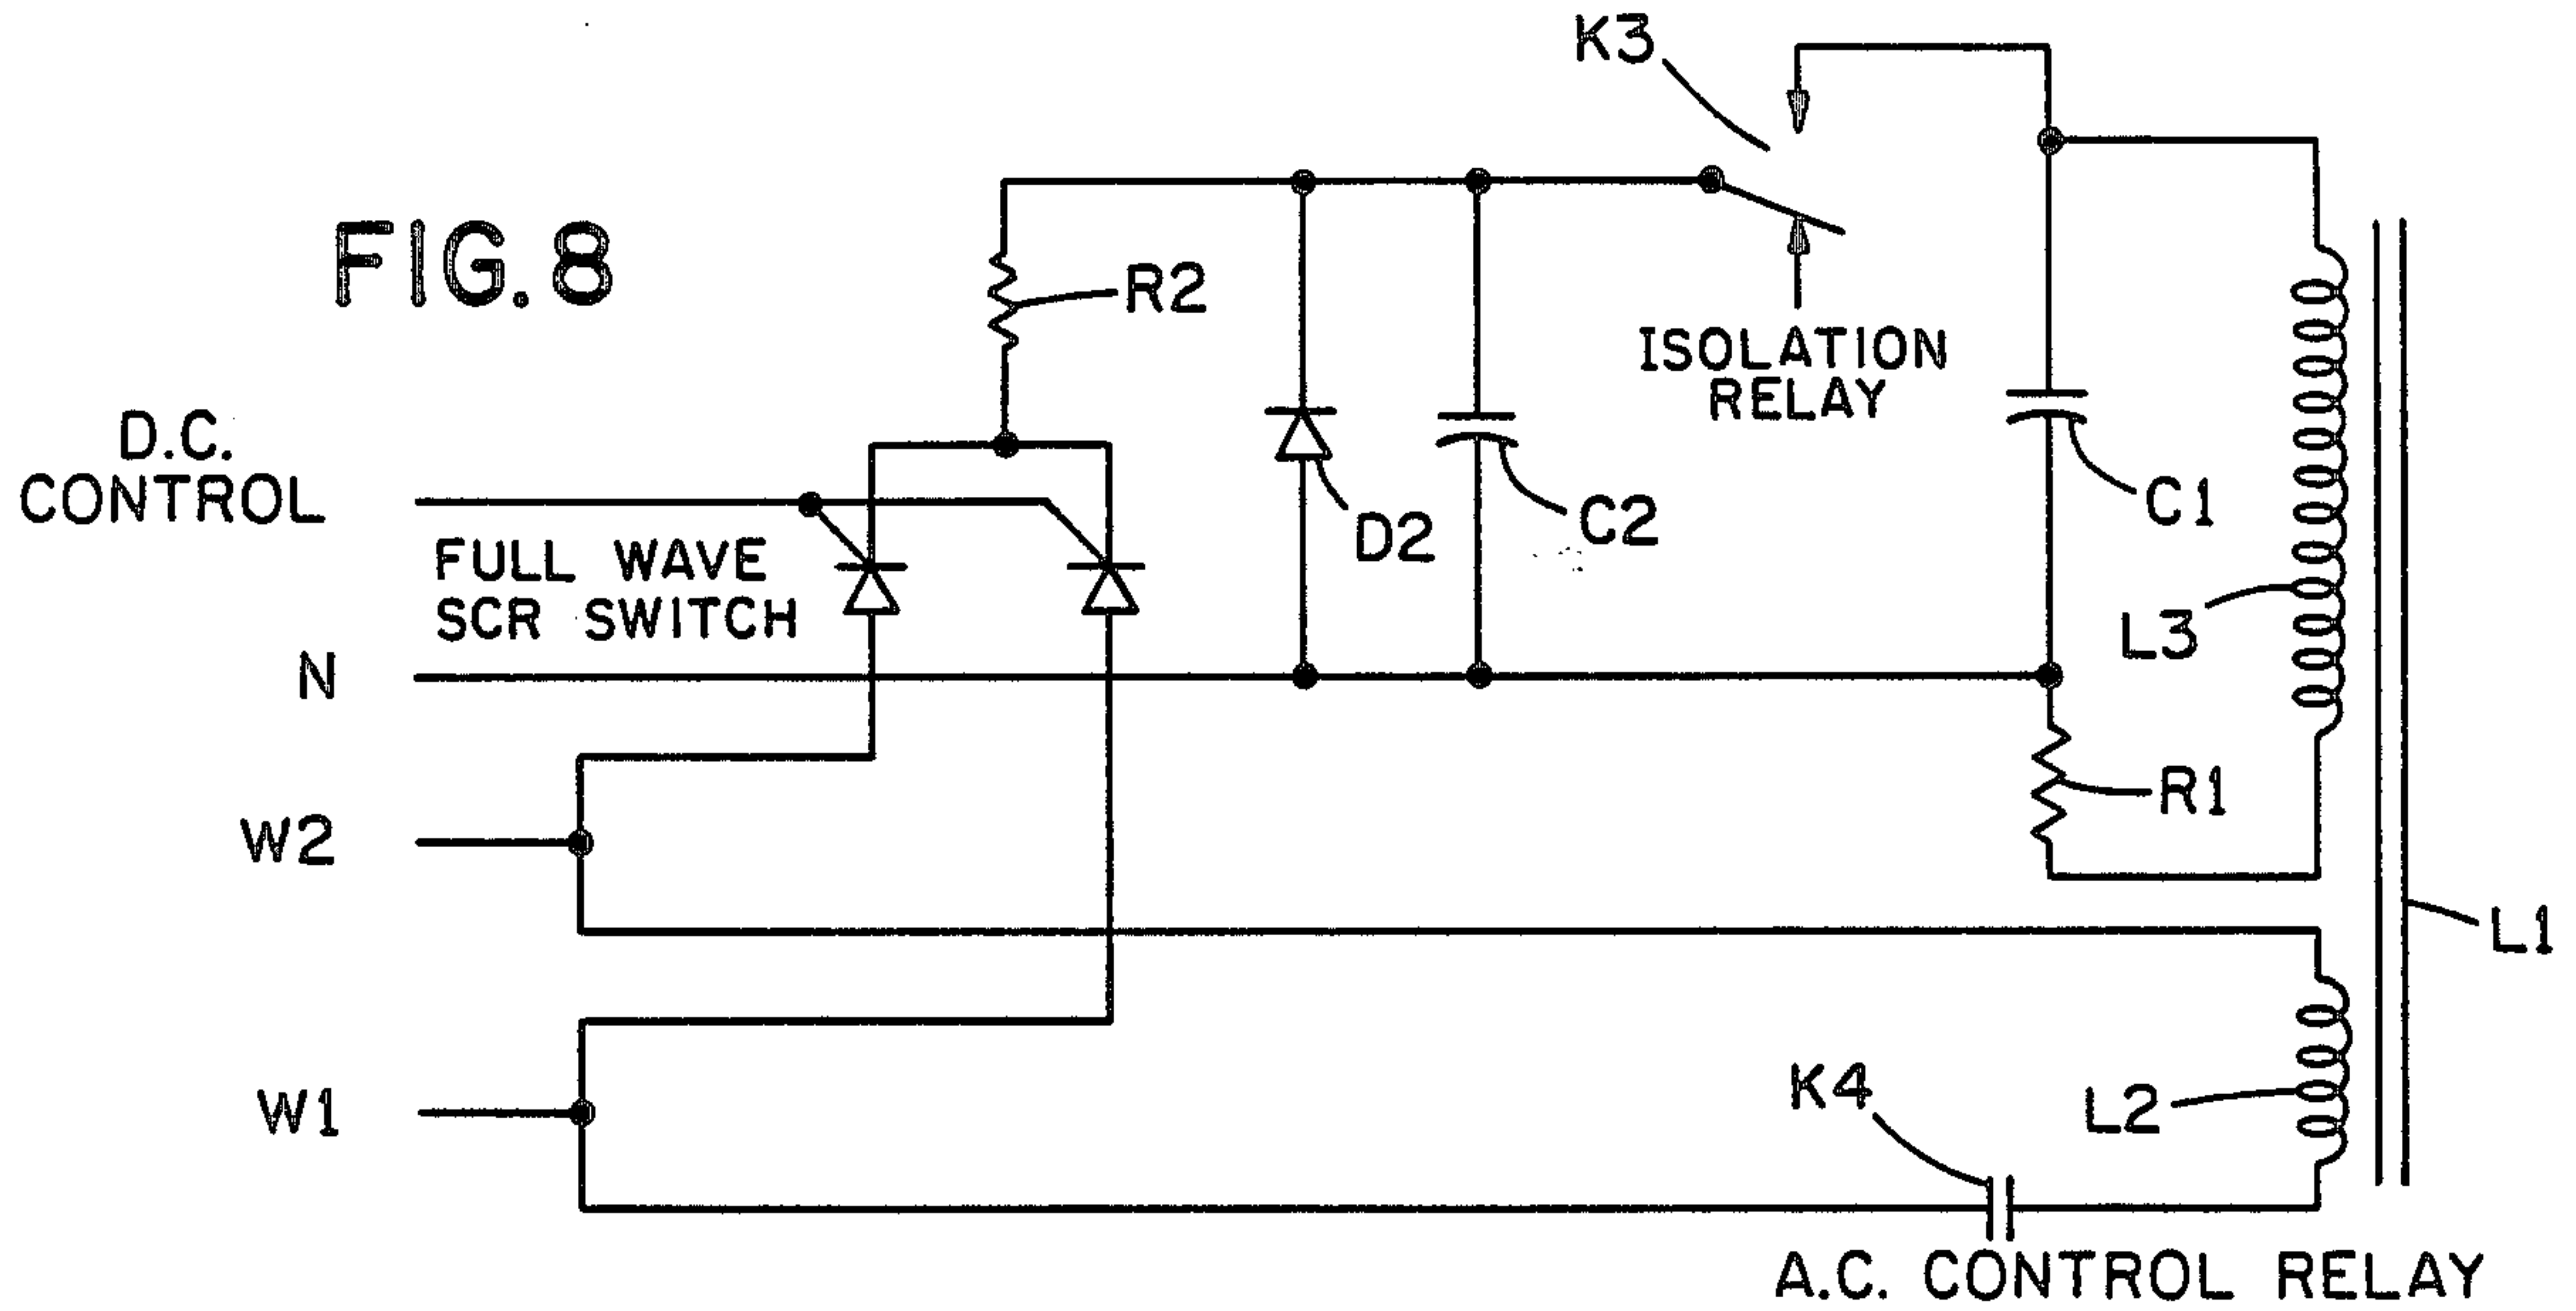 K3
FIG. 8
R2
ISOLATION
RELAY
D.C.
CONTROL
D2
C2
C1
FULL WAVE
SCR SWITCH
L3
N
R1
W2
L1
W1
K4
L2
A.C. CONTROL RELAY